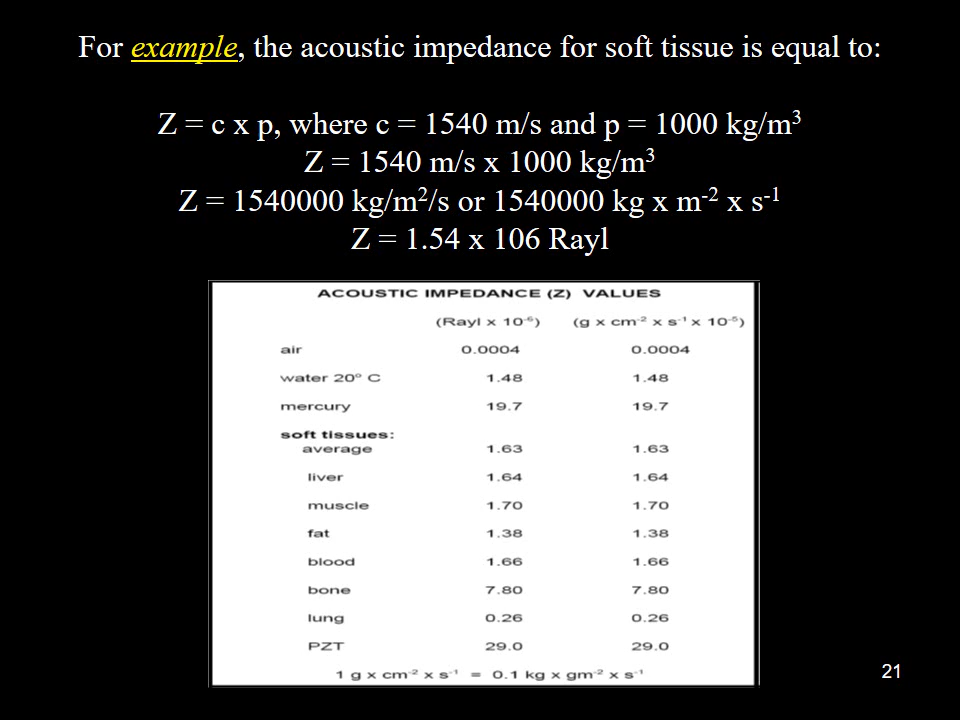 For example, the acoustic impedance for soft tissue is equal to:
Z = c x p, where c = 1540 m/s and p = 1000 kg/m³
Z = 1540 m/s x 1000 kg/m³
Z = 1540000 kg/m²/s or 1540000 kg x m⁻² x s⁻¹
Z = 1.54 x 106 Rayl
ACOUSTIC IMPEDANCE (Z) VALUES
(Rayl x 10⁻⁶) (g x cm⁻² x s⁻¹ x 10⁻⁵)
air 0.0004 0.0004
water 20° C 1.48 1.48
mercury 19.7 19.7
soft tissues:
average 1.63 1.63
liver 1.64 1.64
muscle 1.70 1.70
fat 1.38 1.38
blood 1.66 1.66
bone 7.80 7.80
lung 0.26 0.26
PZT 29.0 29.0
1 g x cm⁻² x s⁻¹ = 0.1 kg x gm⁻² x s⁻¹
21